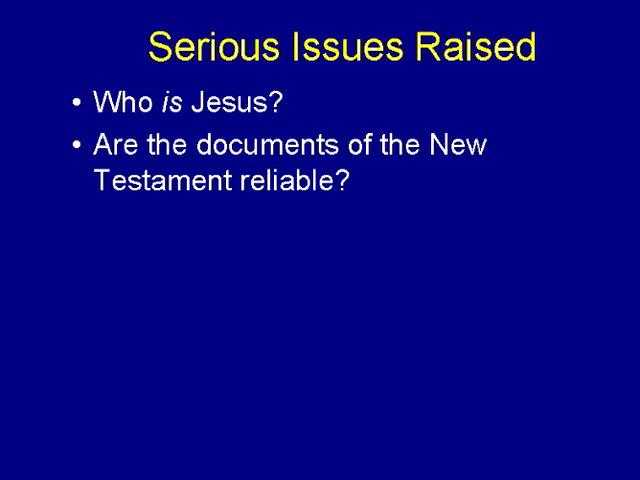 Serious Issues Raised
• Who is Jesus?
• Are the documents of the New
Testament reliable?